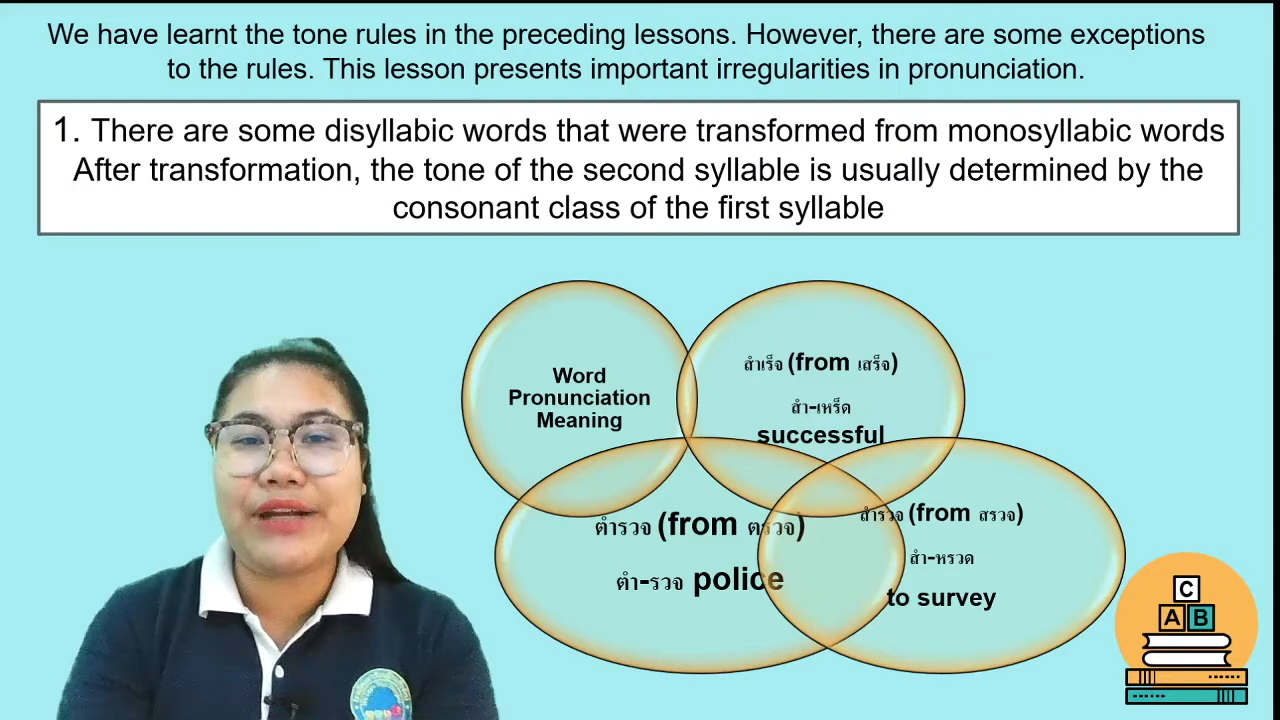 We have learnt the tone rules in the preceding lessons. However, there are some exceptions
to the rules. This lesson presents important irregularities in pronunciation.
1. There are some disyllabic words that were transformed from monosyllabic words
After transformation, the tone of the second syllable is usually determined by the
consonant class of the first syllable
Word
Pronunciation
Meaning
สำเร็จ (from เสร็จ)
สำ-เหร็ด
successful
ตำรวจ (from ตรวจ)
ตำ-รวจ police
สำรวจ (from สรวจ)
สำ-หรวด
to survey
C
A B